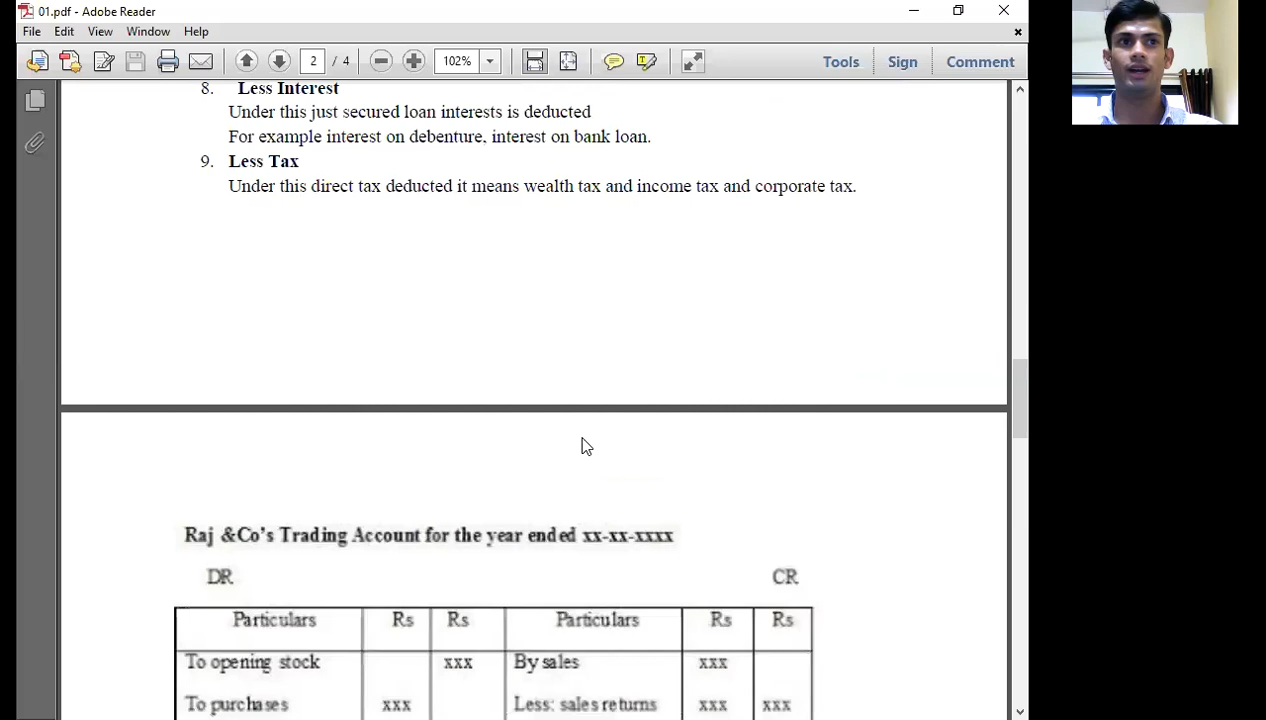 01.pdf - Adobe Reader
File Edit View Window Help
2 / 4 102% Tools Sign Comment
8. Less Interest
Under this just secured loan interests is deducted
For example interest on debenture, interest on bank loan.
9. Less Tax
Under this direct tax deducted it means wealth tax and income tax and corporate tax.
Raj &Co's Trading Account for the year ended xx-xx-xxxx
DR CR
Particulars Rs Rs Particulars Rs Rs
To opening stock xxx By sales xxx
To purchases xxx Less: sales returns xxx xxx